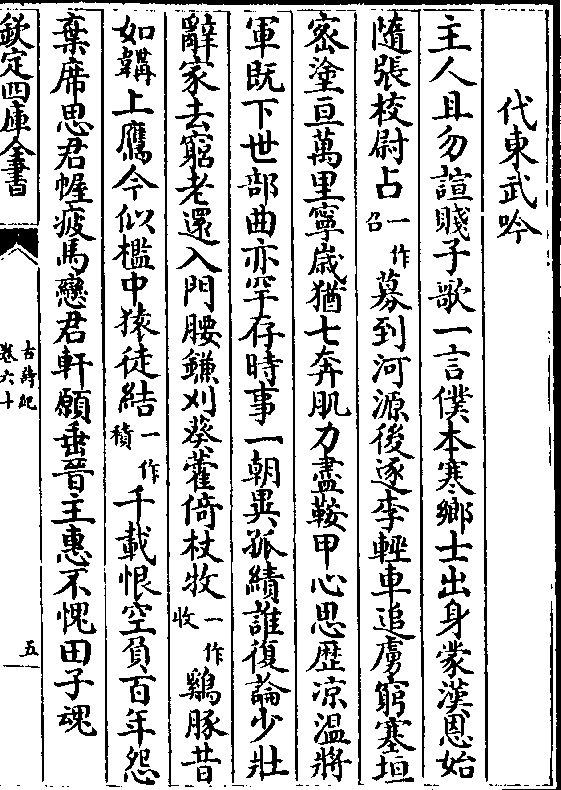 代東武吟
主人且勿諠賤子歌一言僕本寒鄉士出身蒙漢恩始
隨張校尉占一作召募到河源後逐李輕車追虜窮塞垣
宻塗亘萬里寧歲猶七奔肌力盡鞍甲心思歴涼溫將
軍既下世部曲亦罕存時事一朝異孤績誰復論少壯
辭家去窮老還入門腰鎌刈葵藿倚杖牧一作收鷄豚昔
如韝上鷹今似檻中猿徒結一作積千載恨空負百年怨
棄席思君幄疲馬戀君軒願垂晉主惠不愧田子魂
欽定四庫全書
古詩紀
卷六十
五